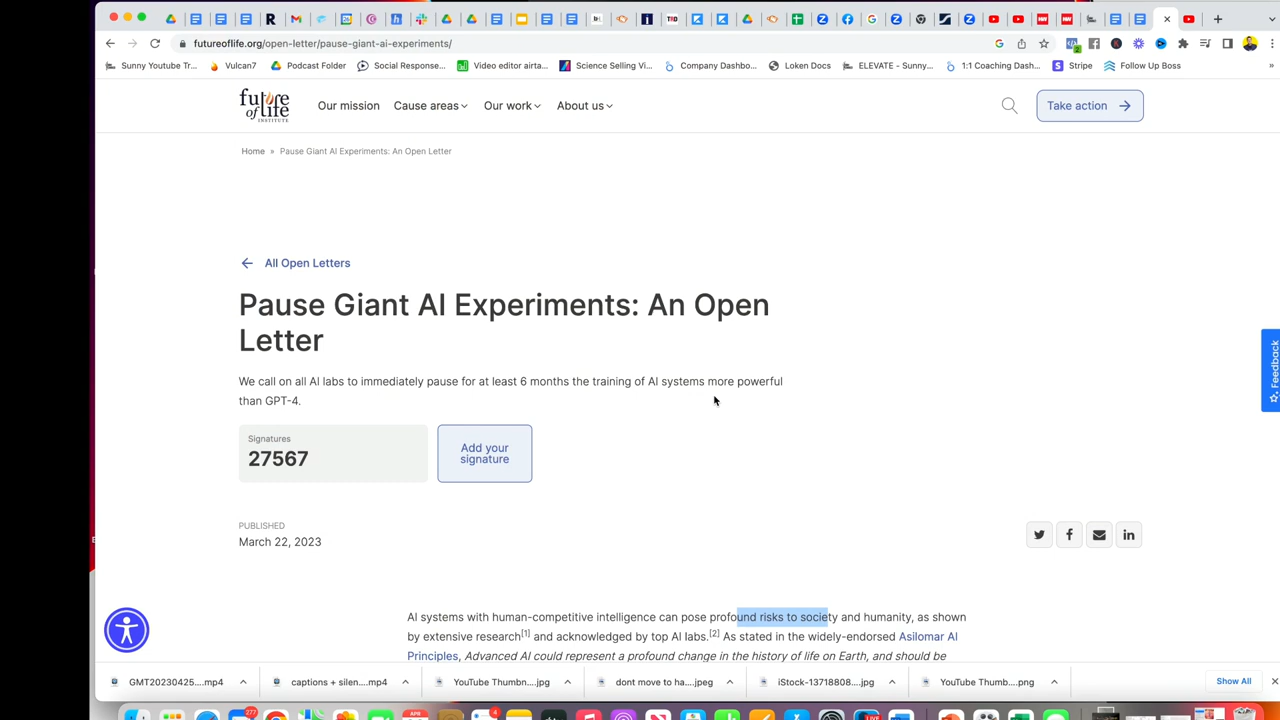 futureoflife.org/open-letter/pause-giant-ai-experiments/
Sunny Youtube Tr...
Vulcan7
Podcast Folder
Social Response...
Video editor airta...
Science Selling Vi...
Company Dashbo...
Loken Docs
ELEVATE - Sunny...
1:1 Coaching Dash...
Stripe
Follow Up Boss
»
future of life INSTITUTE
Our mission
Cause areas
Our work
About us
Take action
Home » Pause Giant AI Experiments: An Open Letter
All Open Letters
Pause Giant AI Experiments: An Open
Letter
We call on all AI labs to immediately pause for at least 6 months the training of AI systems more powerful
than GPT-4.
Signatures
27567
Add your
signature
Feedback
PUBLISHED
March 22, 2023
AI systems with human-competitive intelligence can pose profound risks to society and humanity, as shown
by extensive research[1] and acknowledged by top AI labs.[2] As stated in the widely-endorsed Asilomar AI
Principles, Advanced AI could represent a profound change in the history of life on Earth, and should be
GMT20230425....mp4
captions + silen....mp4
YouTube Thumbn....jpg
dont move to ha....jpeg
iStock-13718808....jpg
YouTube Thumb....png
Show All
277
APR
4
LIVE